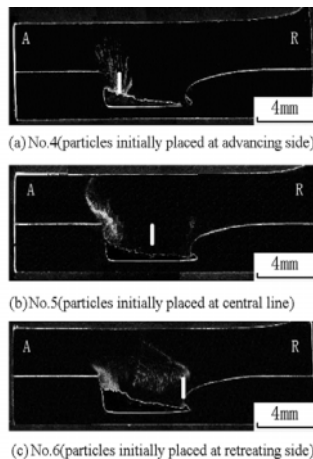 A
R
4mm
(a) No.4(particles initially placed at advancing side)
A
R
4mm
(b) No.5(particles initially placed at central line)
A
R
4mm
(c) No.6(particles initially placed at retreating side)